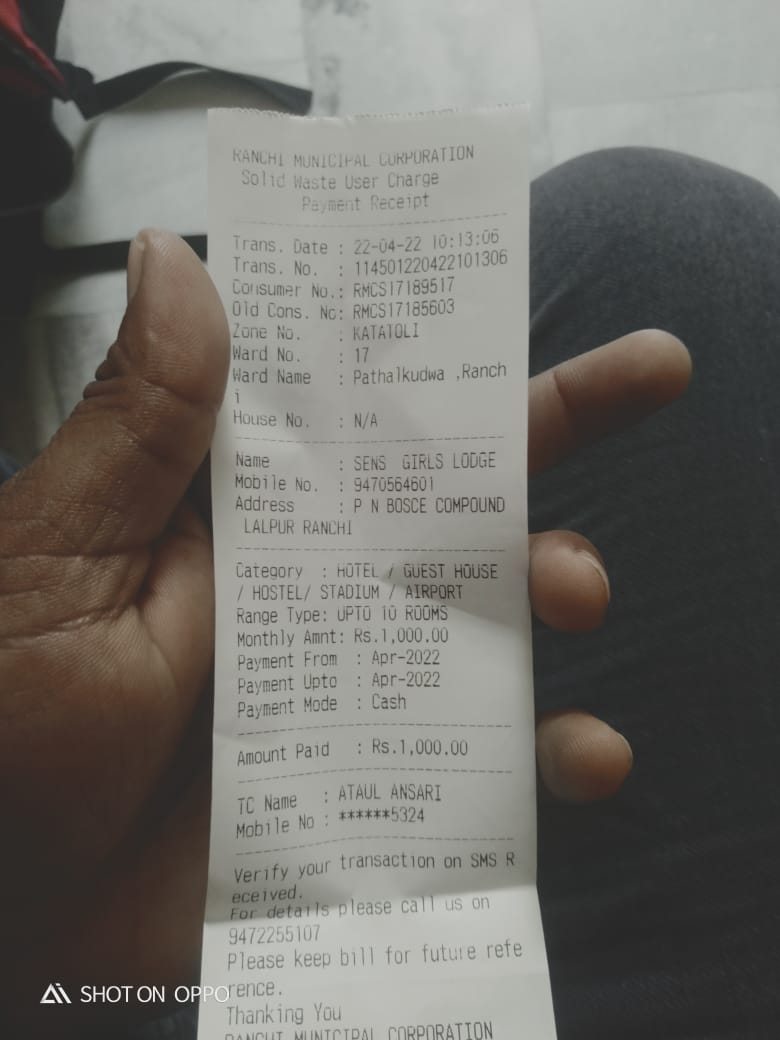 RANCHI MUNICIPAL CORPORATION
Solid Waste User Charge
Payment Receipt
Trans. Date : 22-04-22 10:13:06
Trans. No. : 114501220422101306
Consumer No.: RMCS17189517
Old Cons. No: RMCS17185603
Zone No. : KATATOLI
Ward No. : 17
Ward Name : Pathalkudwa ,Ranch
i
House No. : N/A
Name : SENS GIRLS LODGE
Mobile No. : 9470564601
Address : P N BOSCE COMPOUND
LALPUR RANCHI
Category : HOTEL / GUEST HOUSE
/ HOSTEL/ STADIUM / AIRPORT
Range Type: UPTO 10 ROOMS
Monthly Amnt: Rs.1,000.00
Payment From : Apr-2022
Payment Upto : Apr-2022
Payment Mode : Cash
Amount Paid : Rs.1,000.00
TC Name : ATAUL ANSARI
Mobile No : ******5324
Verify your transaction on SMS R
eceived.
For details please call us on
9472255107
Please keep bill for future refe
rence.
Thanking You
RANCHI MUNICIPAL CORPORATION
SHOT ON OPPO